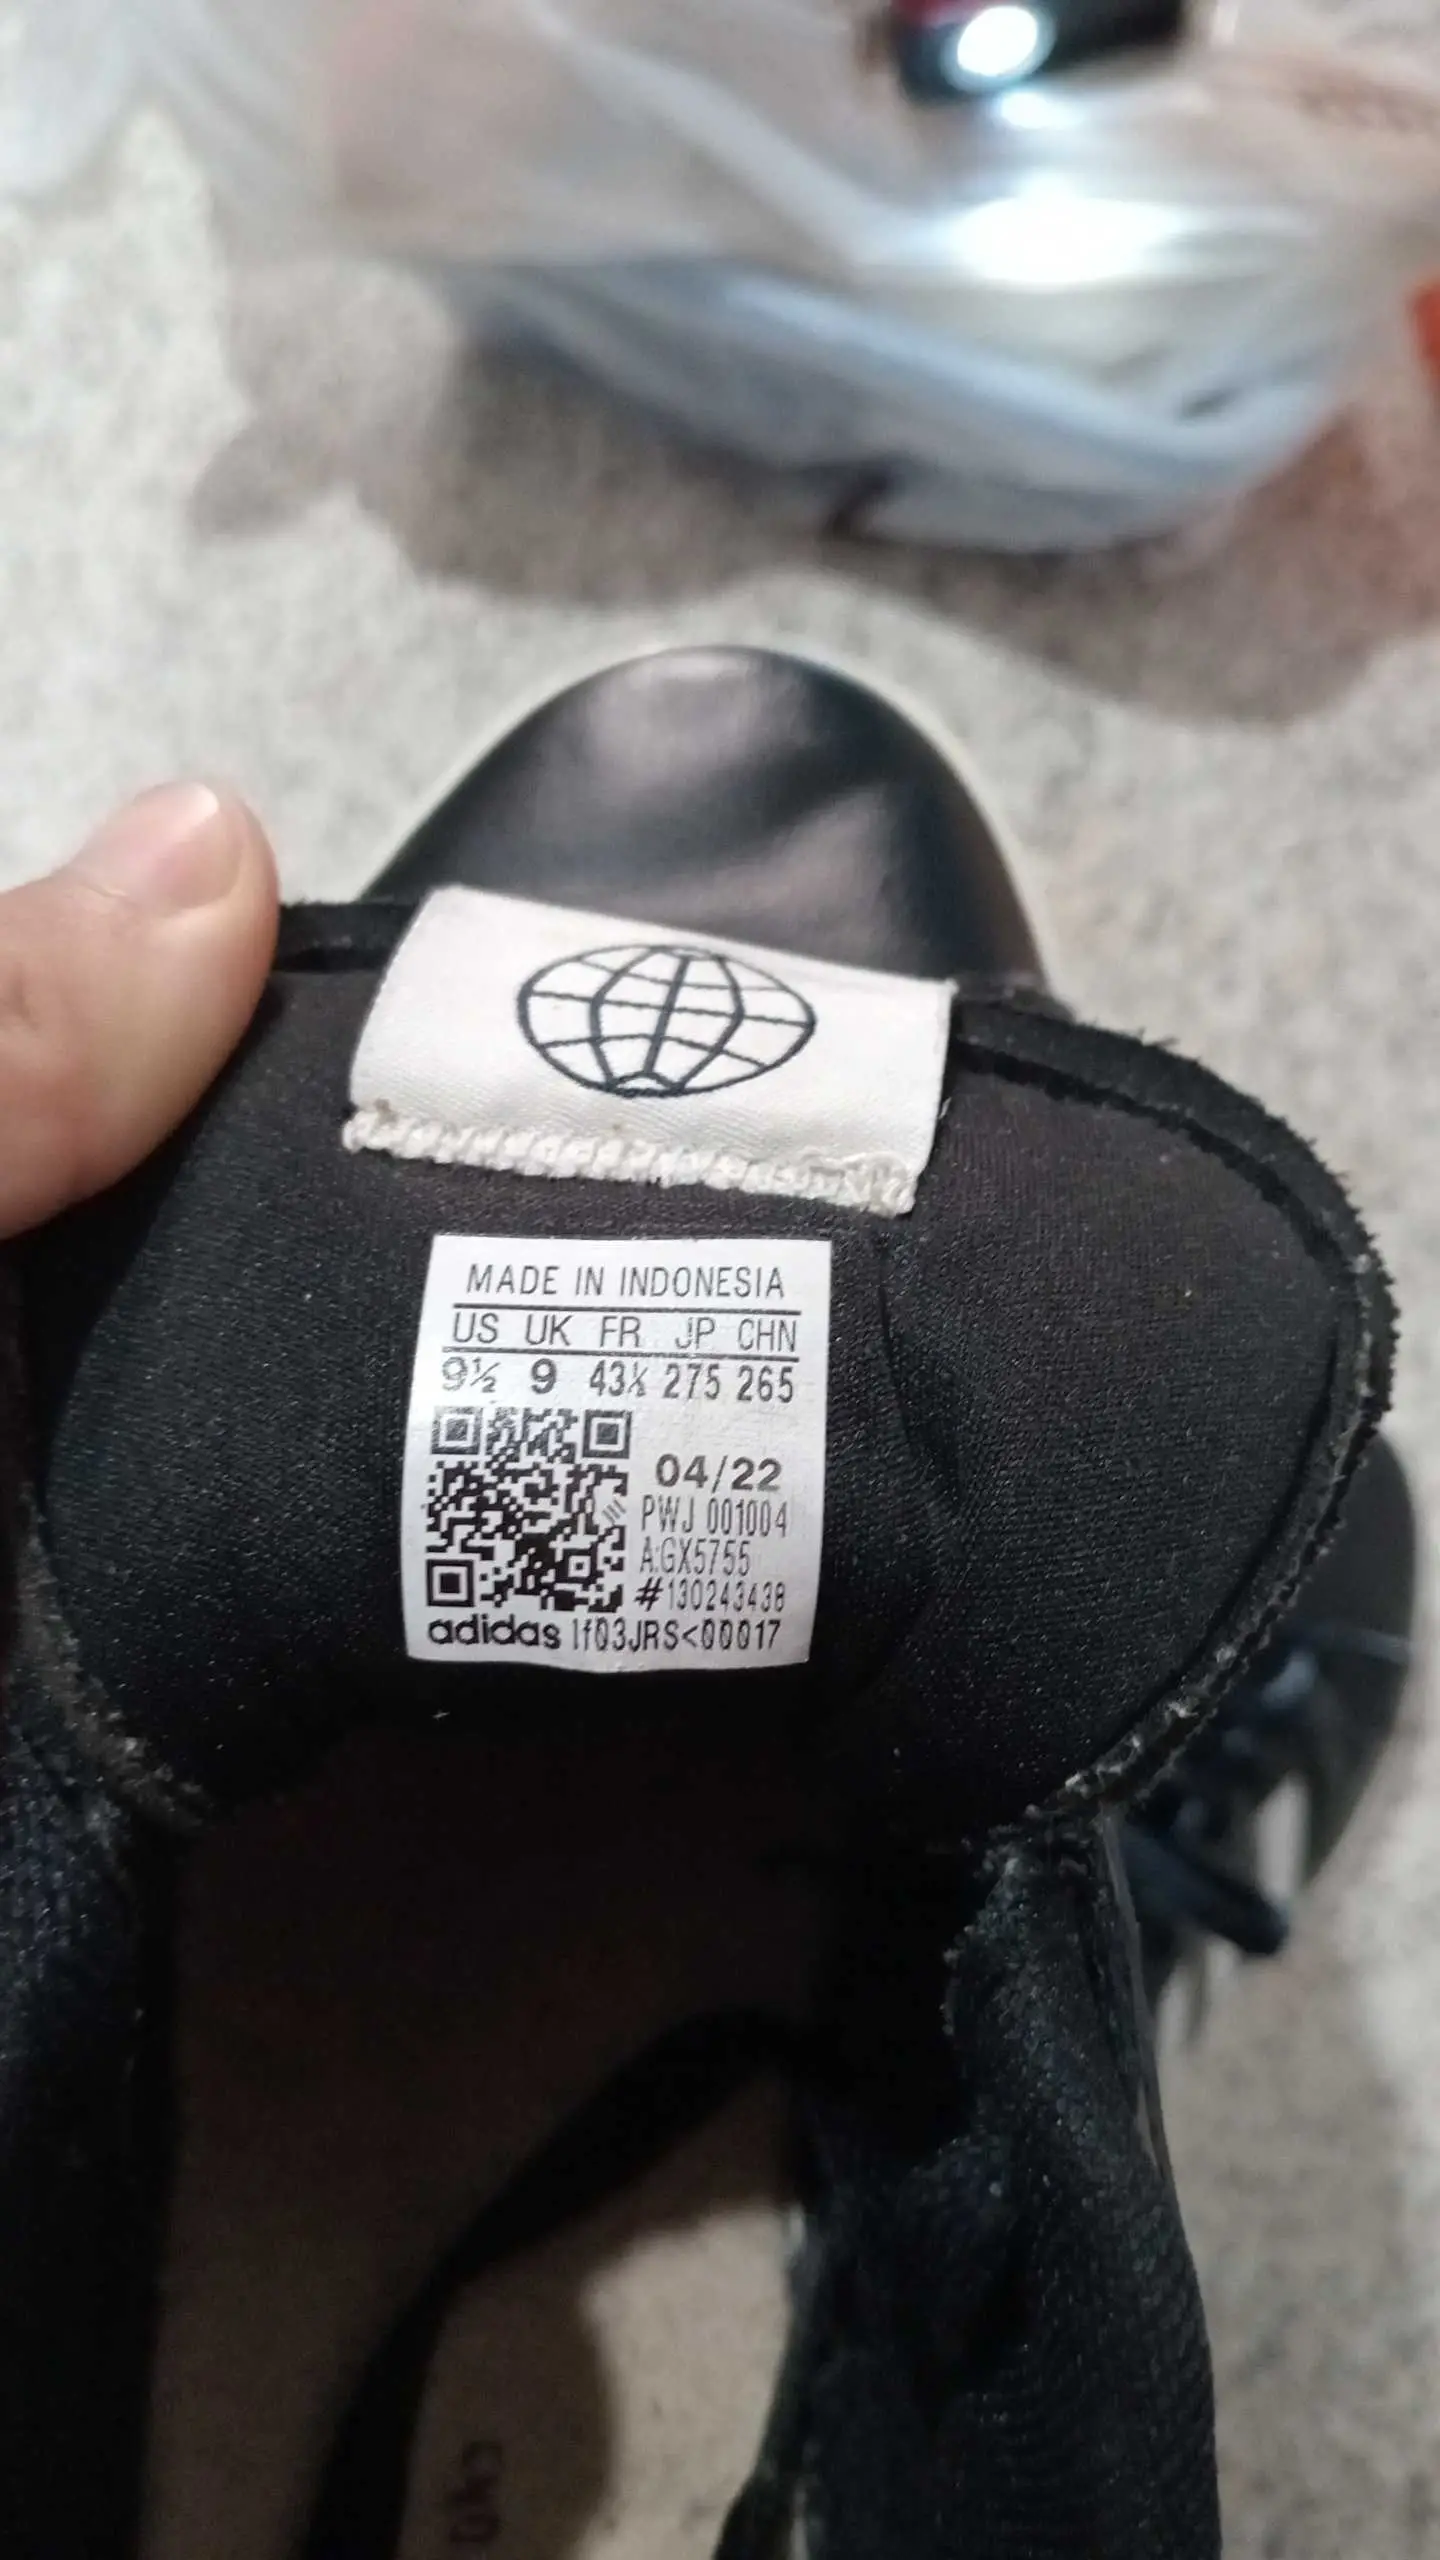 MADE IN INDONESIA
US UK FR JP CHN
9½ 9 43⅓ 275 265
04/22
PWJ 001004
A:GX5755
#130243438
adidas 1f03JRS<00017